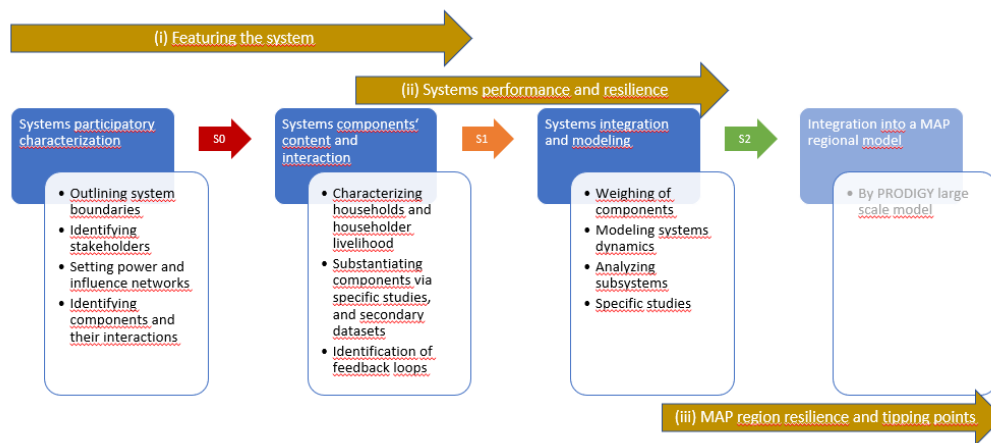 (i) Featuring the system
(ii) Systems performance and resilience
Systems participatory
characterization
• Outlining system
boundaries
• Identifying
stakeholders
• Setting power and
influence networks
• Identifying
components and
their interactions
S0
Systems components'
content and
interaction
• Characterizing
households and
householder
livelihood
• Substantiating
components via
specific studies,
and secondary
datasets
• Identification of
feedback loops
S1
Systems integration
and modeling
• Weighing of
components
• Modeling systems
dynamics
• Analyzing
subsystems
• Specific studies
S2
Integration into a MAP
regional model
• By PRODIGY large
scale model
(iii) MAP region resilience and tipping points